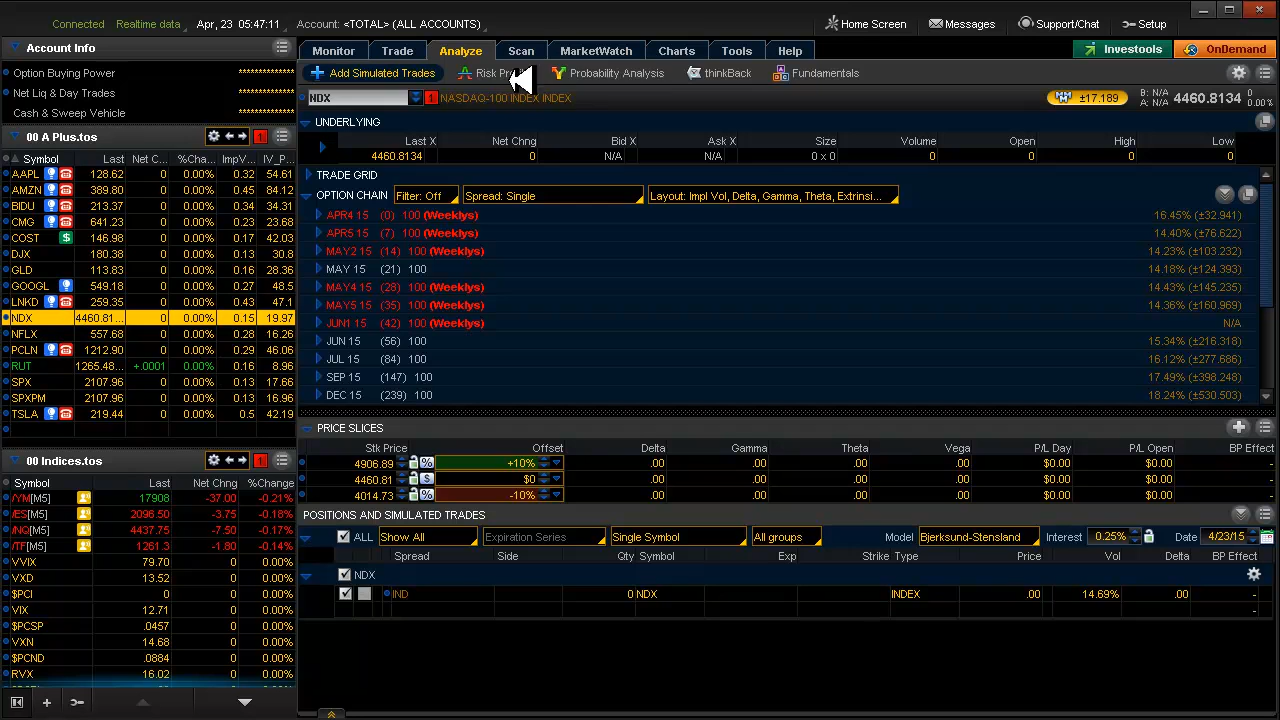 Connected Realtime data Apr, 23 05:47:11 Account: <TOTAL> (ALL ACCOUNTS) Home Screen Messages Support/Chat Setup
Account Info
Option Buying Power **************
Net Liq & Day Trades **************
Cash & Sweep Vehicle **************
Monitor Trade Analyze Scan MarketWatch Charts Tools Help Investools OnDemand
Add Simulated Trades Risk Probability Analysis thinkBack Fundamentals
NDX 1 NASDAQ-100 INDEX INDEX ±17.189 B: N/A A: N/A 4460.8134 0 0.00%
00 A Plus.tos 1
Symbol Last Net C... %Cha... ImpV... IV_P...
AAPL 128.62 0 0.00% 0.32 54.61
AMZN 389.80 0 0.00% 0.45 84.12
BIDU 213.37 0 0.00% 0.34 34.31
CMG 641.23 0 0.00% 0.23 23.68
COST $ 146.98 0 0.00% 0.17 42.03
DJX 180.38 0 0.00% 0.12 30.8
GLD 113.83 0 0.00% 0.16 28.36
GOOGL 549.18 0 0.00% 0.27 48.5
LNKD 259.35 0 0.00% 0.43 47.1
NDX 4460.81... 0 0.00% 0.15 19.97
NFLX 557.68 0 0.00% 0.28 16.26
PCLN 1212.90 0 0.00% 0.29 46.06
RUT 1265.48... +.0001 0.00% 0.16 8.96
SPX 2107.96 0 0.00% 0.13 17.66
SPXPM 2107.96 0 0.00% 0.13 16.96
TSLA 219.44 0 0.00% 0.5 42.19
00 Indices.tos 1
Symbol Last Net Chng %Change
/YM[M5] 17908 -37.00 -0.21%
/ES[M5] 2096.50 -3.75 -0.18%
/NQ[M5] 4437.75 -7.50 -0.17%
/TF[M5] 1261.3 -1.80 -0.14%
VVIX 79.70 0 0.00%
VXD 13.52 0 0.00%
$PCI 0 0 0.00%
VIX 12.71 0 0.00%
$PCSP .0457 0 0.00%
VXN 14.68 0 0.00%
$PCND .0884 0 0.00%
RVX 16.02 0 0.00%
UNDERLYING
Last X Net Chng Bid X Ask X Size Volume Open High Low
4460.8134 0 N/A N/A 0 x 0 0 0 0 0
TRADE GRID
OPTION CHAIN Filter: Off Spread: Single Layout: Impl Vol, Delta, Gamma, Theta, Extrinsi...
APR4 15 (0) 100 (Weeklys) 16.45% (±32.941)
APR5 15 (7) 100 (Weeklys) 14.40% (±76.622)
MAY2 15 (14) 100 (Weeklys) 14.23% (±103.232)
MAY 15 (21) 100 14.18% (±124.393)
MAY4 15 (28) 100 (Weeklys) 14.43% (±145.235)
MAY5 15 (35) 100 (Weeklys) 14.36% (±160.969)
JUN1 15 (42) 100 (Weeklys) N/A
JUN 15 (56) 100 15.34% (±216.318)
JUL 15 (84) 100 16.12% (±277.686)
SEP 15 (147) 100 17.49% (±398.248)
DEC 15 (239) 100 18.24% (±530.503)
PRICE SLICES
Stk Price Offset Delta Gamma Theta Vega P/L Day P/L Open BP Effect
4906.89 % +10% .00 .00 .00 .00 $0.00 $0.00 -
4460.81 $ $0 .00 .00 .00 .00 $0.00 $0.00 -
4014.73 % -10% .00 .00 .00 .00 $0.00 $0.00 -
POSITIONS AND SIMULATED TRADES
ALL Show All Expiration Series Single Symbol All groups Model Bjerksund-Stensland Interest 0.25% Date 4/23/15
Spread Side Qty Symbol Exp Strike Type Price Vol Delta BP Effect
NDX
IND 0 NDX INDEX .00 14.69% .00 -
-